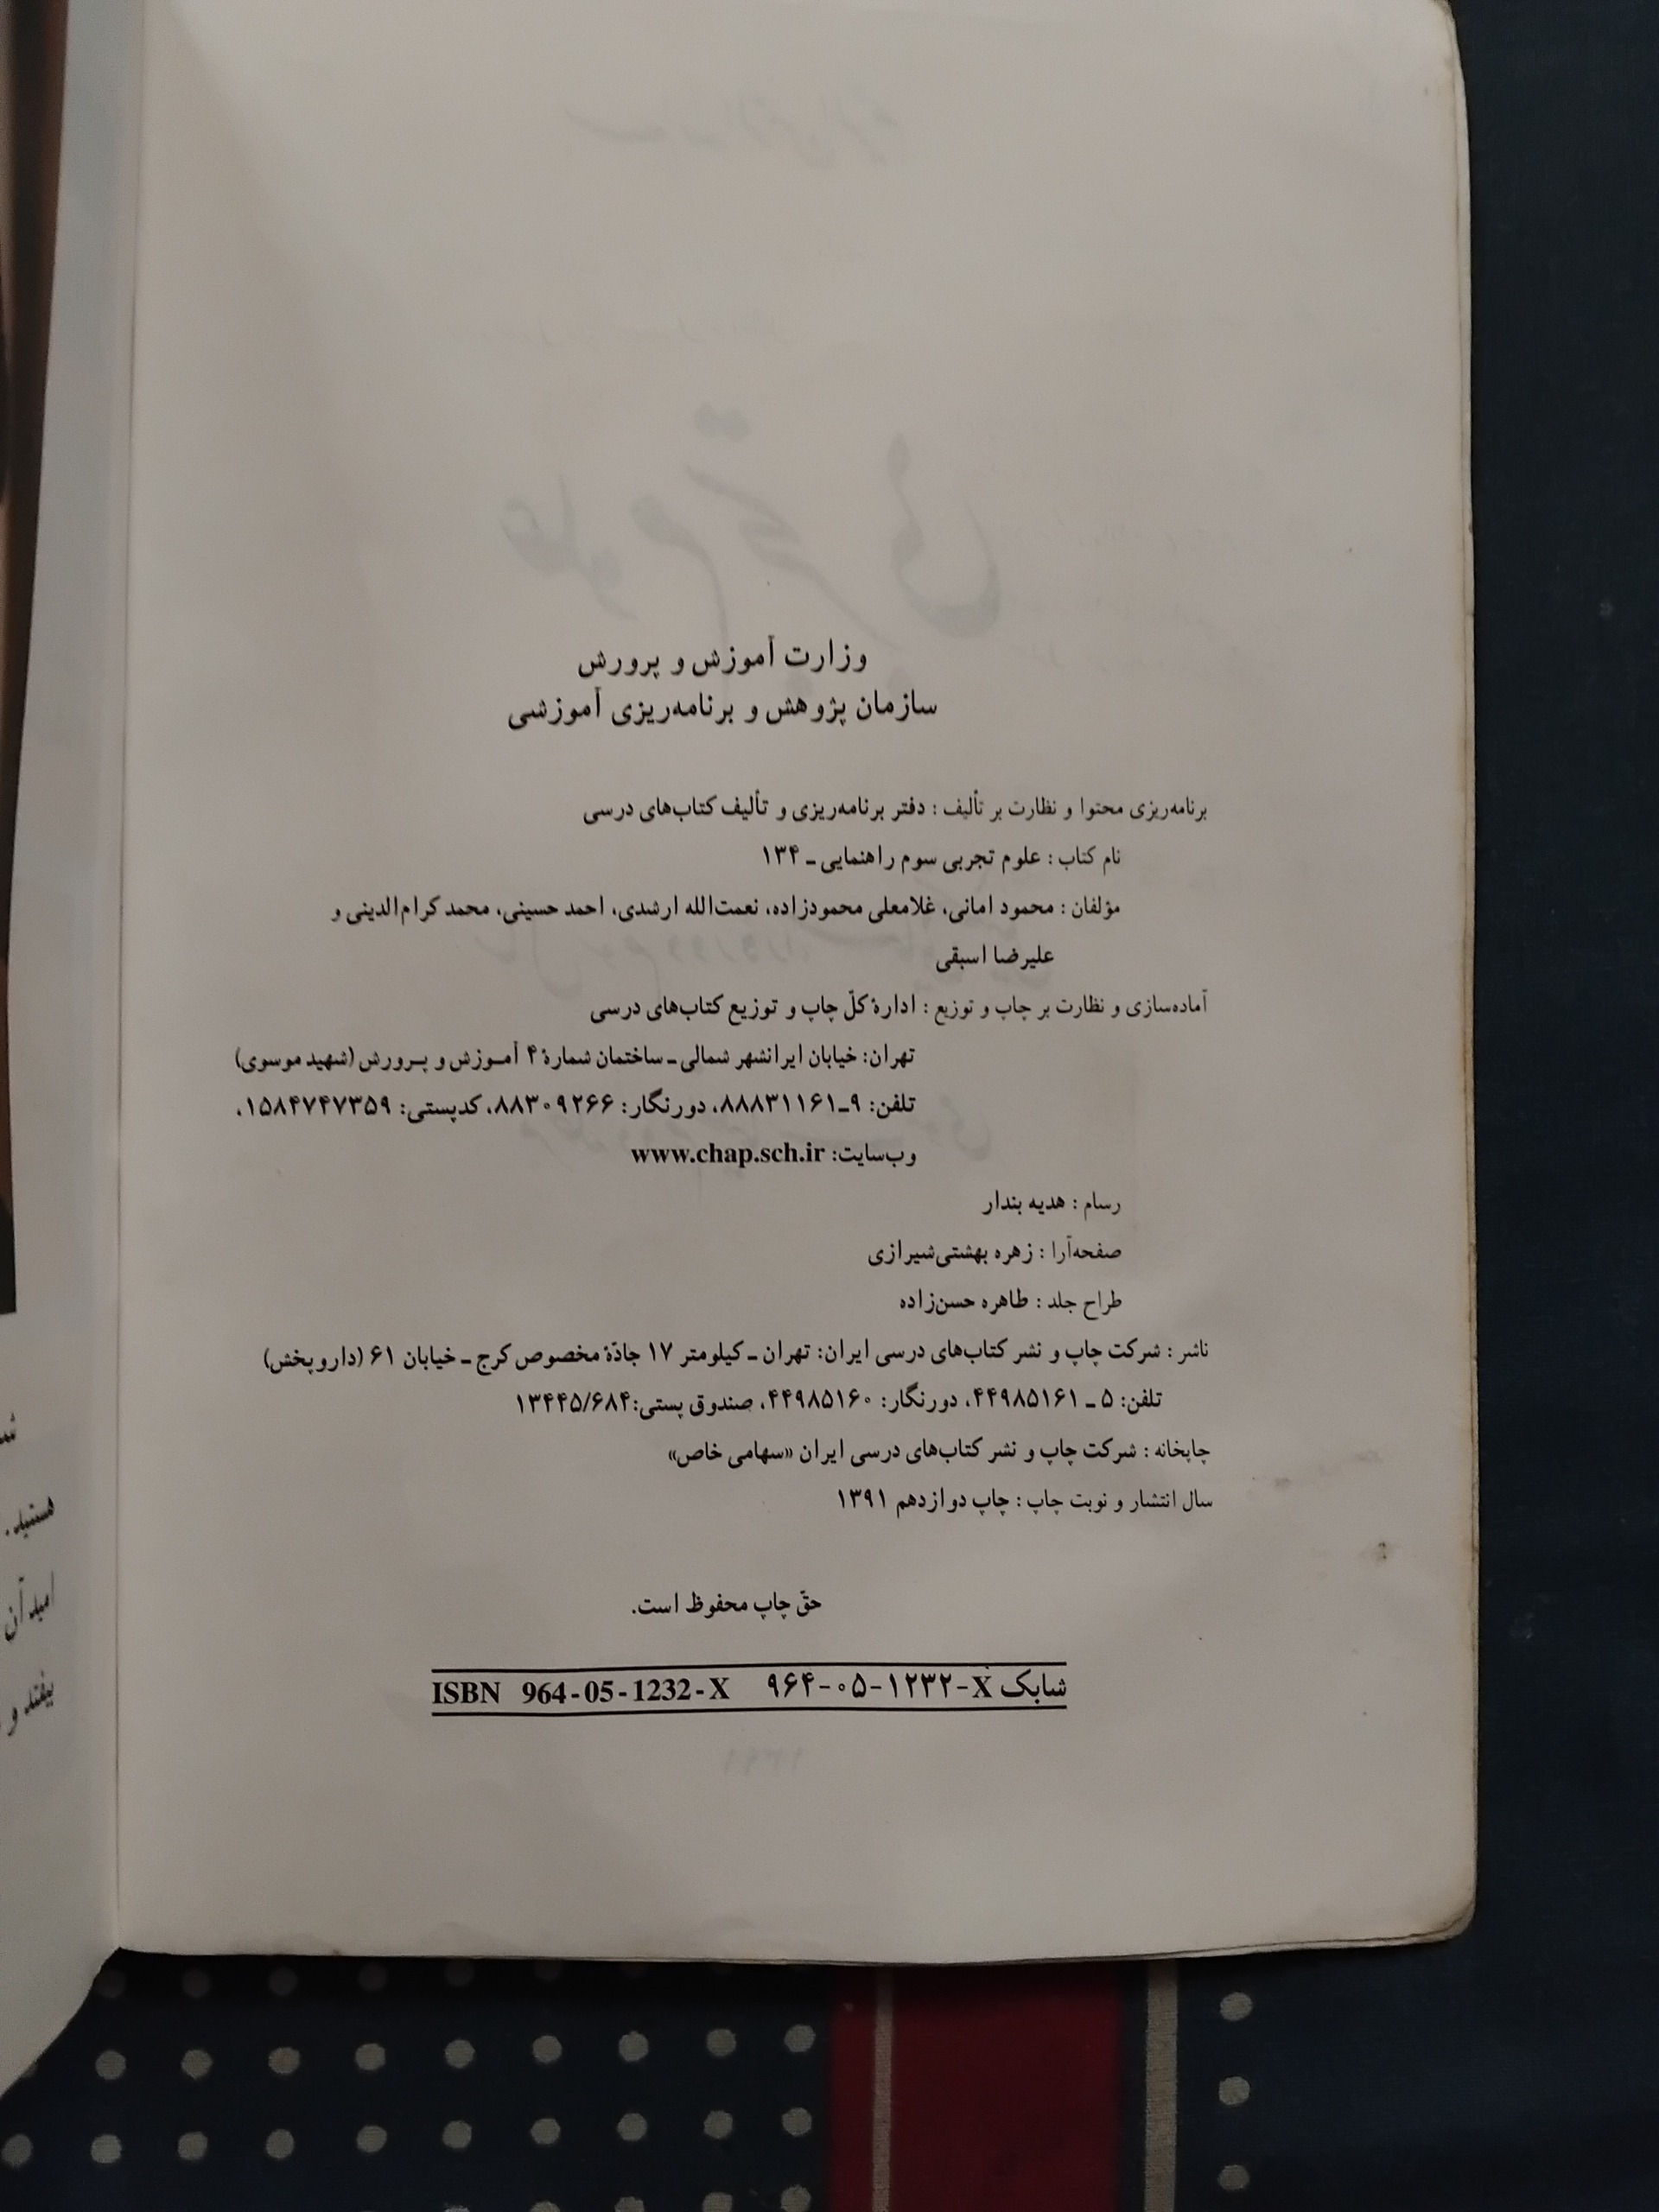 وزارت آموزش و پرورش
سازمان پژوهش و برنامه‌ریزی آموزشی
برنامه‌ریزی محتوا و نظارت بر تألیف : دفتر برنامه‌ریزی و تألیف کتاب‌های درسی
نام کتاب : علوم تجربی سوم راهنمایی ـ ۱۳۴
مؤلفان : محمود امانی، غلامعلی محمودزاده، نعمت‌الله ارشدی، احمد حسینی، محمد کرام‌الدینی و
علیرضا اسبقی
آماده‌سازی و نظارت بر چاپ و توزیع : ادارهٔ کلّ چاپ و توزیع کتاب‌های درسی
تهران: خیابان ایرانشهر شمالی ـ ساختمان شمارهٔ ۴ آمـوزش و پـرورش (شهید موسوی)
تلفن: ۹ـ۸۸۸۳۱۱۶۱، دورنگار: ۸۸۳۰۹۲۶۶، کدپستی: ۱۵۸۴۷۴۷۳۵۹،
وب‌سایت: www.chap.sch.ir
رسام : هدیه بندار
صفحه‌آرا : زهره بهشتی‌شیرازی
طراح جلد : طاهره حسن‌زاده
ناشر : شرکت چاپ و نشر کتاب‌های درسی ایران: تهران ـ کیلومتر ۱۷ جادّهٔ مخصوص کرج ـ خیابان ۶۱ (داروپخش)
تلفن: ۵ ـ ۴۴۹۸۵۱۶۱، دورنگار: ۴۴۹۸۵۱۶۰، صندوق پستی: ۱۳۴۴۵/۶۸۴
چاپخانه : شرکت چاپ و نشر کتاب‌های درسی ایران «سهامی خاص»
سال انتشار و نوبت چاپ : چاپ دوازدهم ۱۳۹۱
حقّ چاپ محفوظ است.
شابک ۹۶۴-۰۵-۱۲۳۲-X ISBN 964-05-1232-X
هستید.
امید آن
بیفتد و